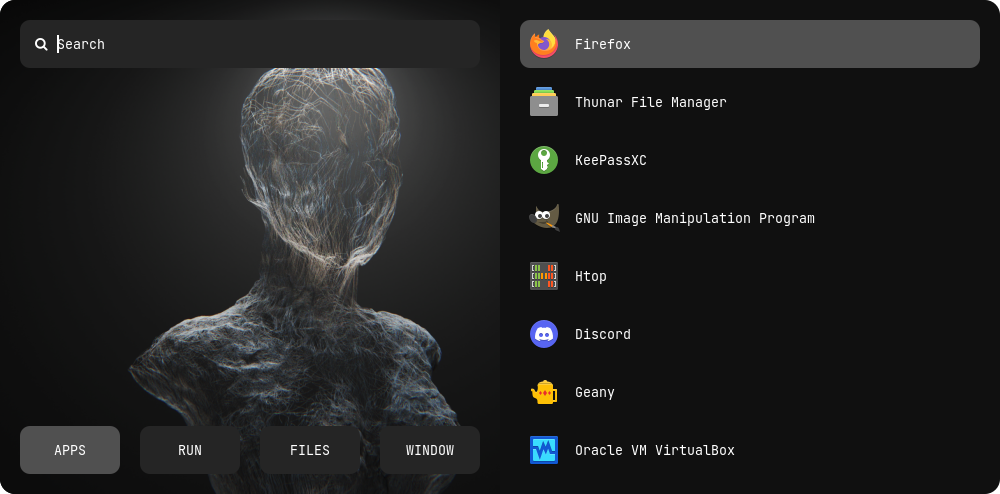 Search
APPS
RUN
FILES
WINDOW
Firefox
Thunar File Manager
KeePassXC
GNU Image Manipulation Program
Htop
Discord
Geany
Oracle VM VirtualBox